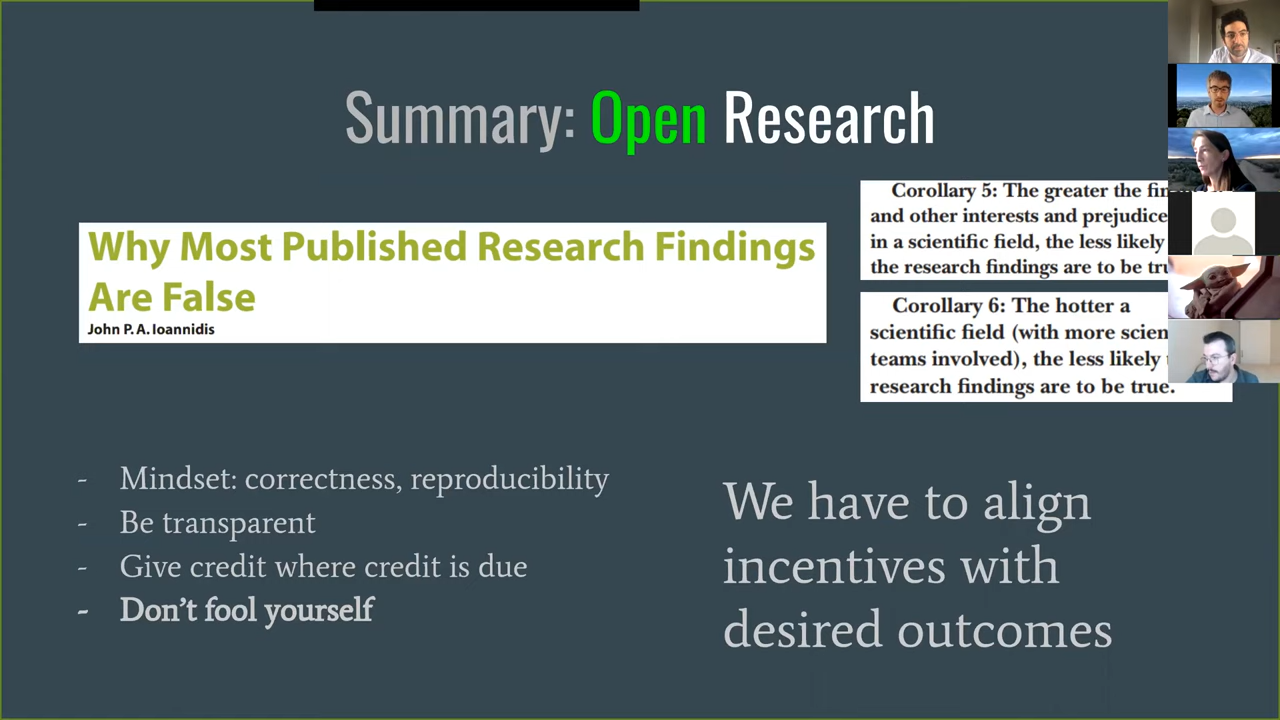 Summary: Open Research
Why Most Published Research Findings
Are False
John P. A. Ioannidis
Corollary 5: The greater the
and other interests and prejudice
in a scientific field, the less likely
the research findings are to be
Corollary 6: The hotter a
scientific field (with more
teams involved), the less likely
research findings are to be true.
- Mindset: correctness, reproducibility
- Be transparent
- Give credit where credit is due
- Don't fool yourself
We have to align
incentives with
desired outcomes